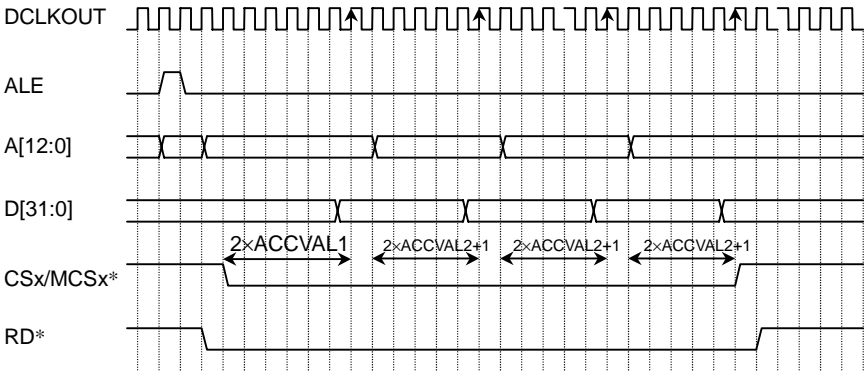 DCLKOUT
ALE
A[12:0]
D[31:0]
2×ACCVAL1 2×ACCVAL2+1 2×ACCVAL2+1 2×ACCVAL2+1
CSx/MCSx*
RD*